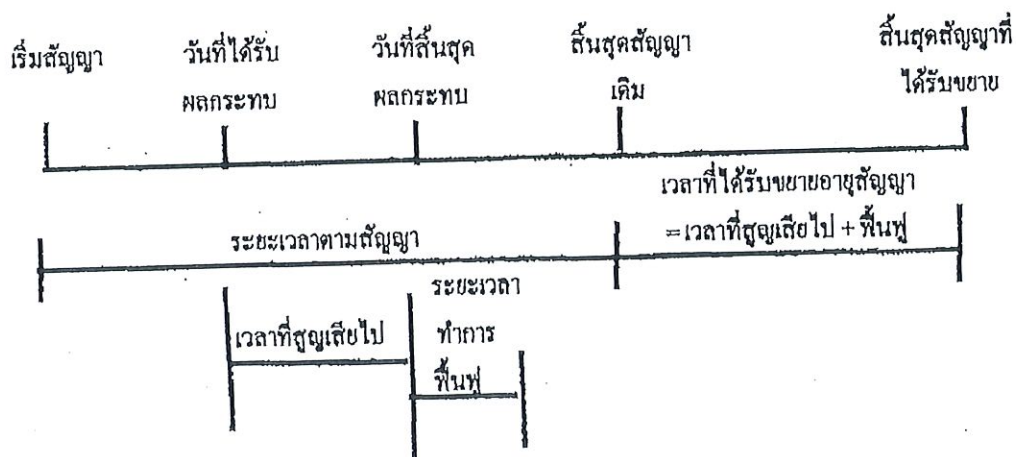 เริ่มสัญญา
วันที่ได้รับ
ผลกระทบ
วันที่สิ้นสุด
ผลกระทบ
สิ้นสุดสัญญา
เดิม
สิ้นสุดสัญญาที่
ได้รับขยาย
เวลาที่ได้รับขยายอายุสัญญา
=เวลาที่สูญเสียไป + ฟื้นฟู
ระยะเวลาตามสัญญา
เวลาที่สูญเสียไป
ระยะเวลา
ทำการ
ฟื้นฟู